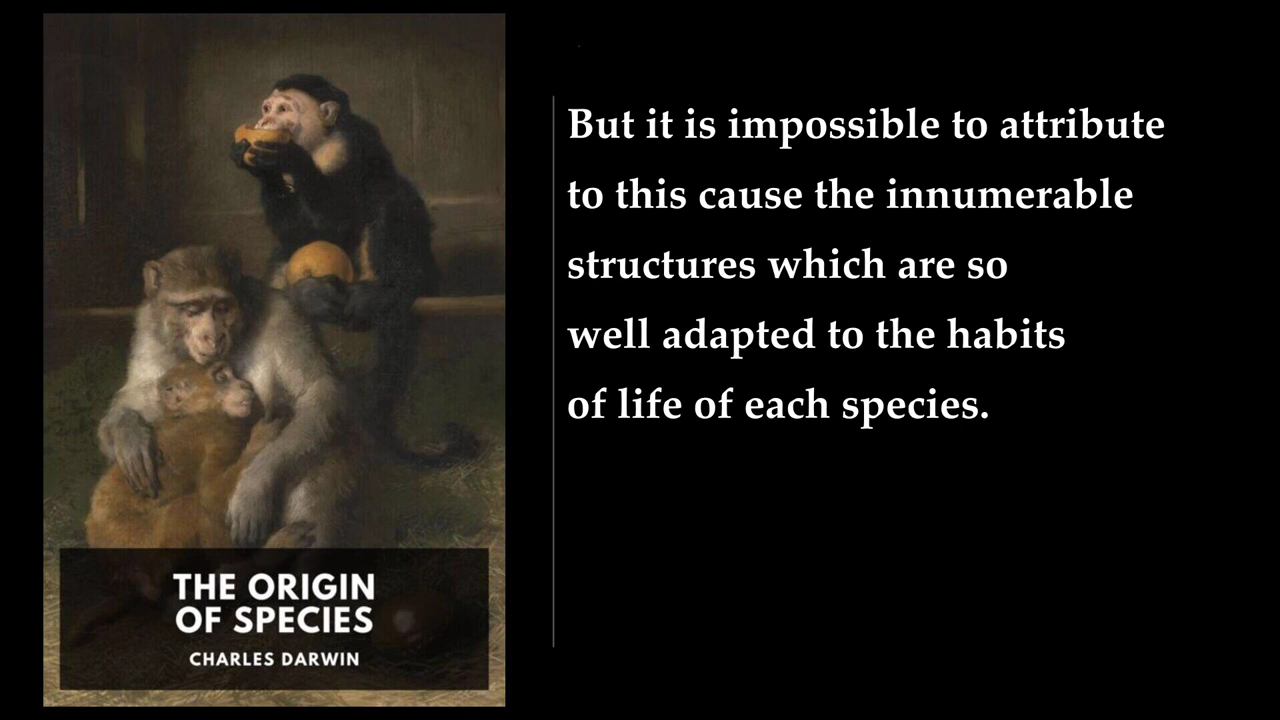 THE ORIGIN
OF SPECIES
CHARLES DARWIN
But it is impossible to attribute
to this cause the innumerable
structures which are so
well adapted to the habits
of life of each species.